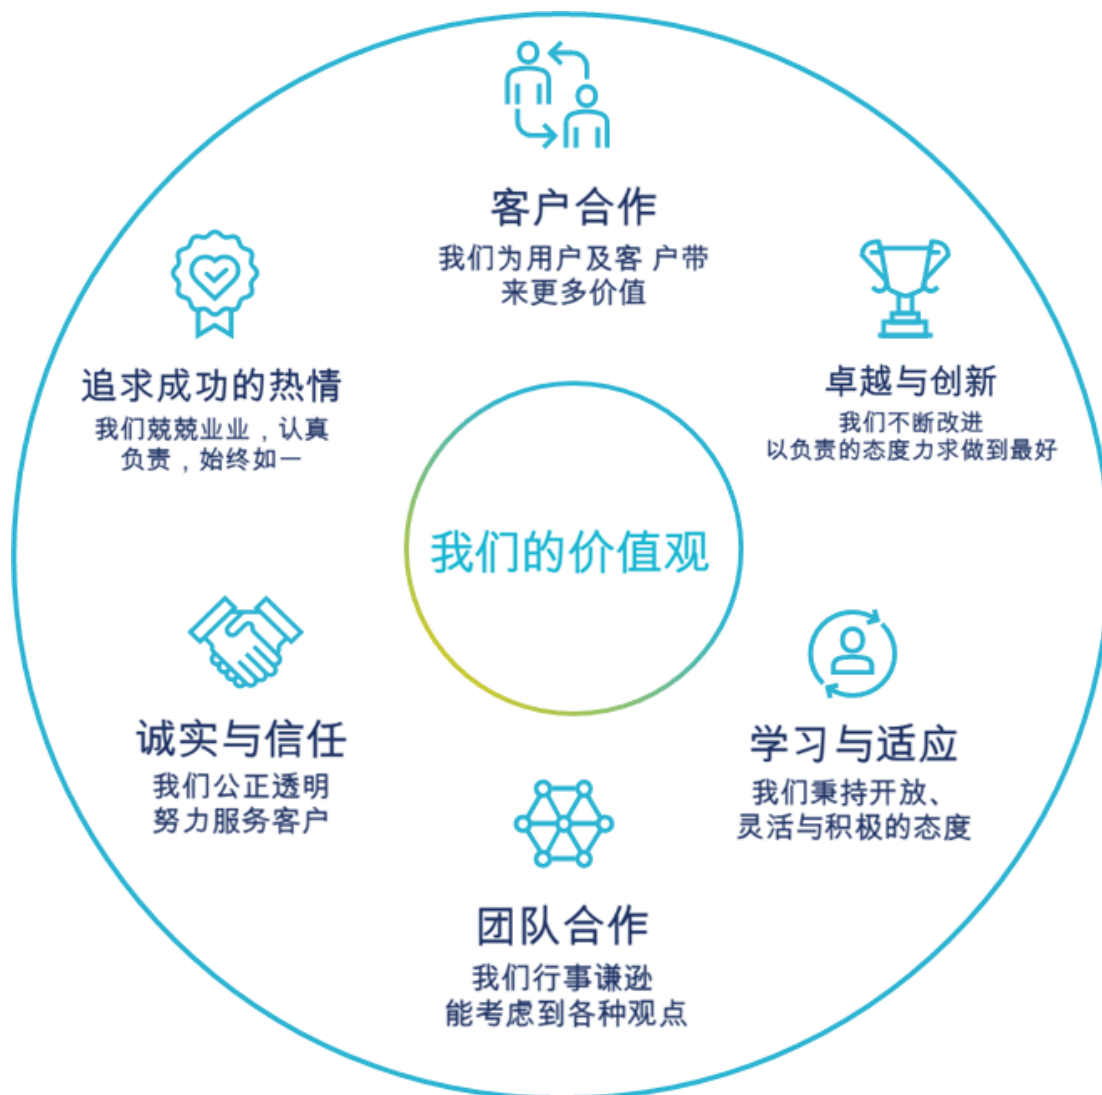 客户合作
我们为用户及客 户带
来更多价值
卓越与创新
我们不断改进
以负责的态度力求做到最好
追求成功的热情
我们兢兢业业，认真
负责，始终如一
我们的价值观
诚实与信任
我们公正透明
努力服务客户
学习与适应
我们秉持开放、
灵活与积极的态度
团队合作
我们行事谦逊
能考虑到各种观点